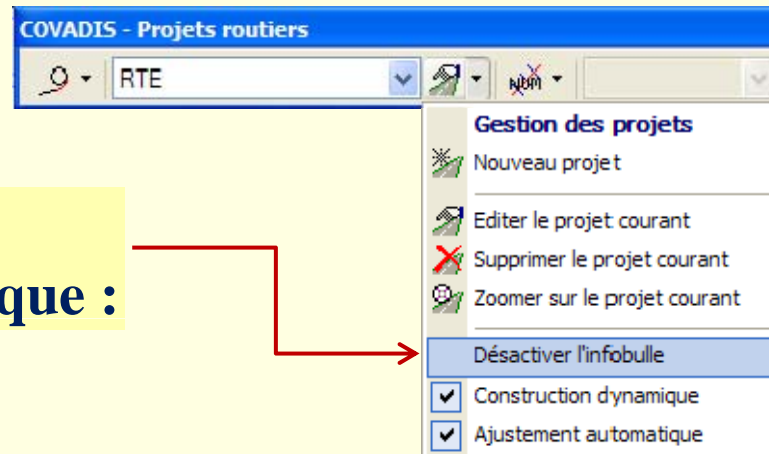 COVADIS - Projets routiers
RTE
NUM
Gestion des projets
Nouveau projet
Editer le projet courant
Supprimer le projet courant
Zoomer sur le projet courant
que :
Désactiver l'infobulle
Construction dynamique
Ajustement automatique